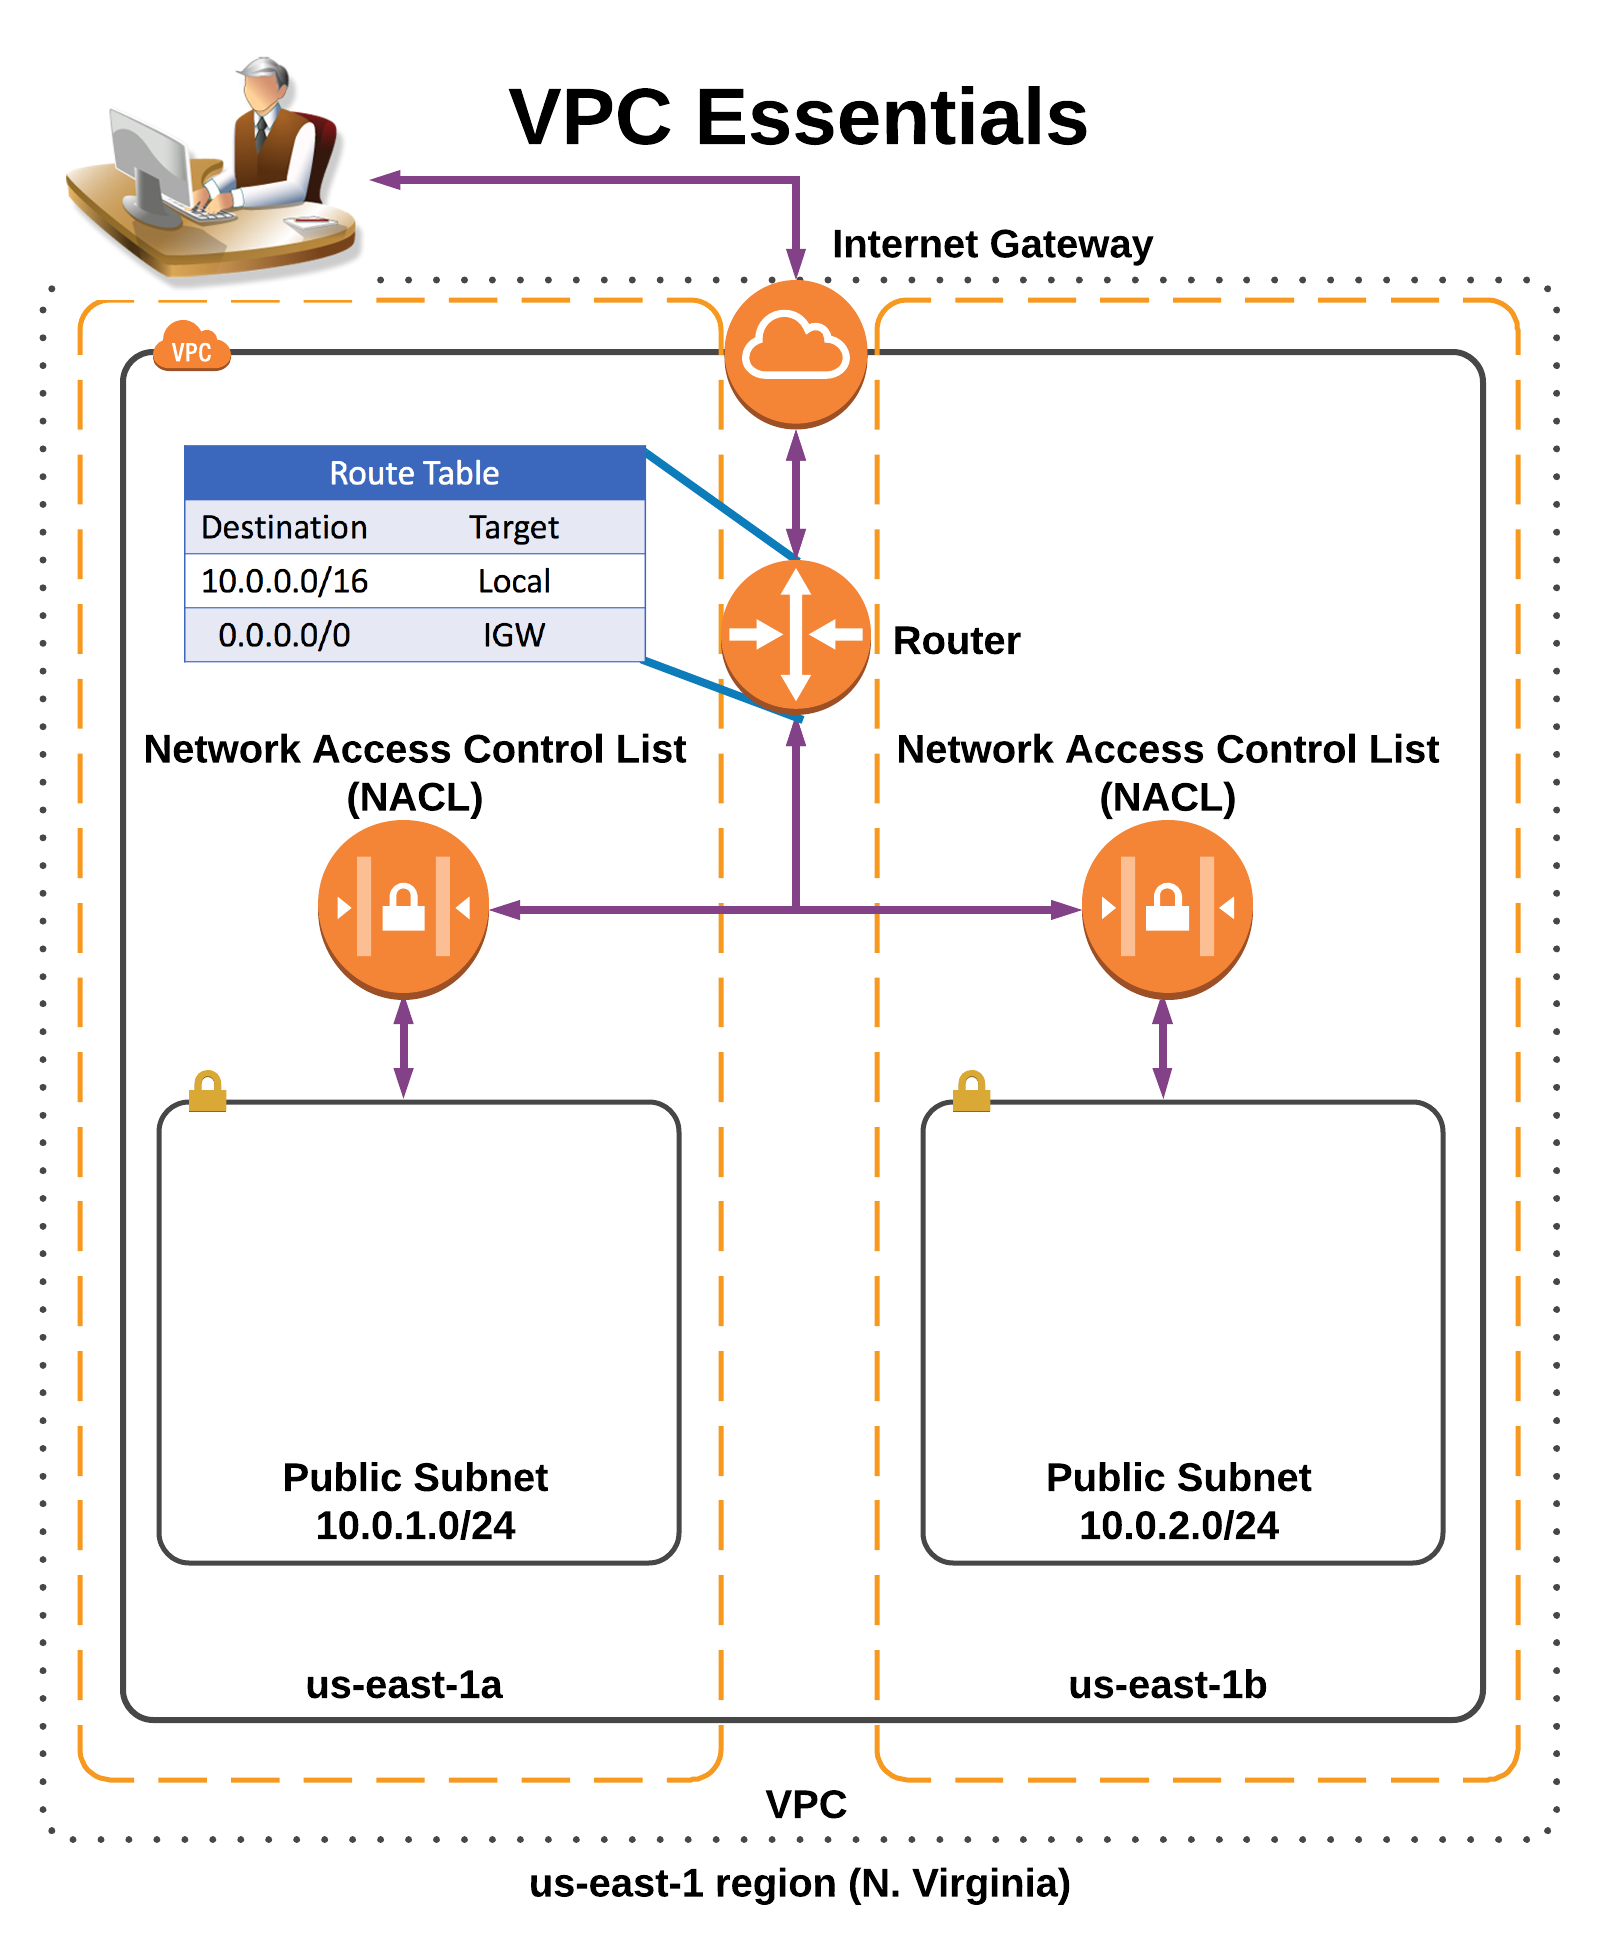 VPC Essentials
Internet Gateway
VPC
Route Table
Destination Target
10.0.0.0/16 Local
0.0.0.0/0 IGW
Router
Network Access Control List
(NACL)
Network Access Control List
(NACL)
Public Subnet
10.0.1.0/24
Public Subnet
10.0.2.0/24
us-east-1a
us-east-1b
VPC
us-east-1 region (N. Virginia)